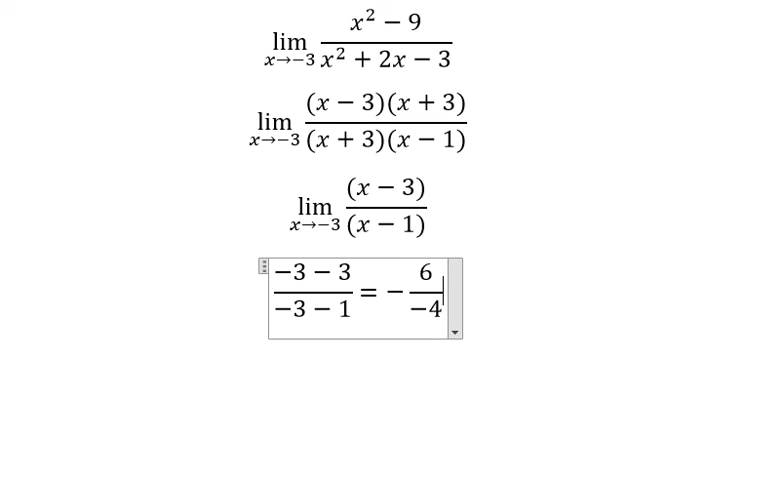 lim x→−3 x² − 9 / x² + 2x − 3
lim x→−3 (x − 3)(x + 3) / (x + 3)(x − 1)
lim x→−3 (x − 3) / (x − 1)
−3 − 3 / −3 − 1 = − 6 / −4